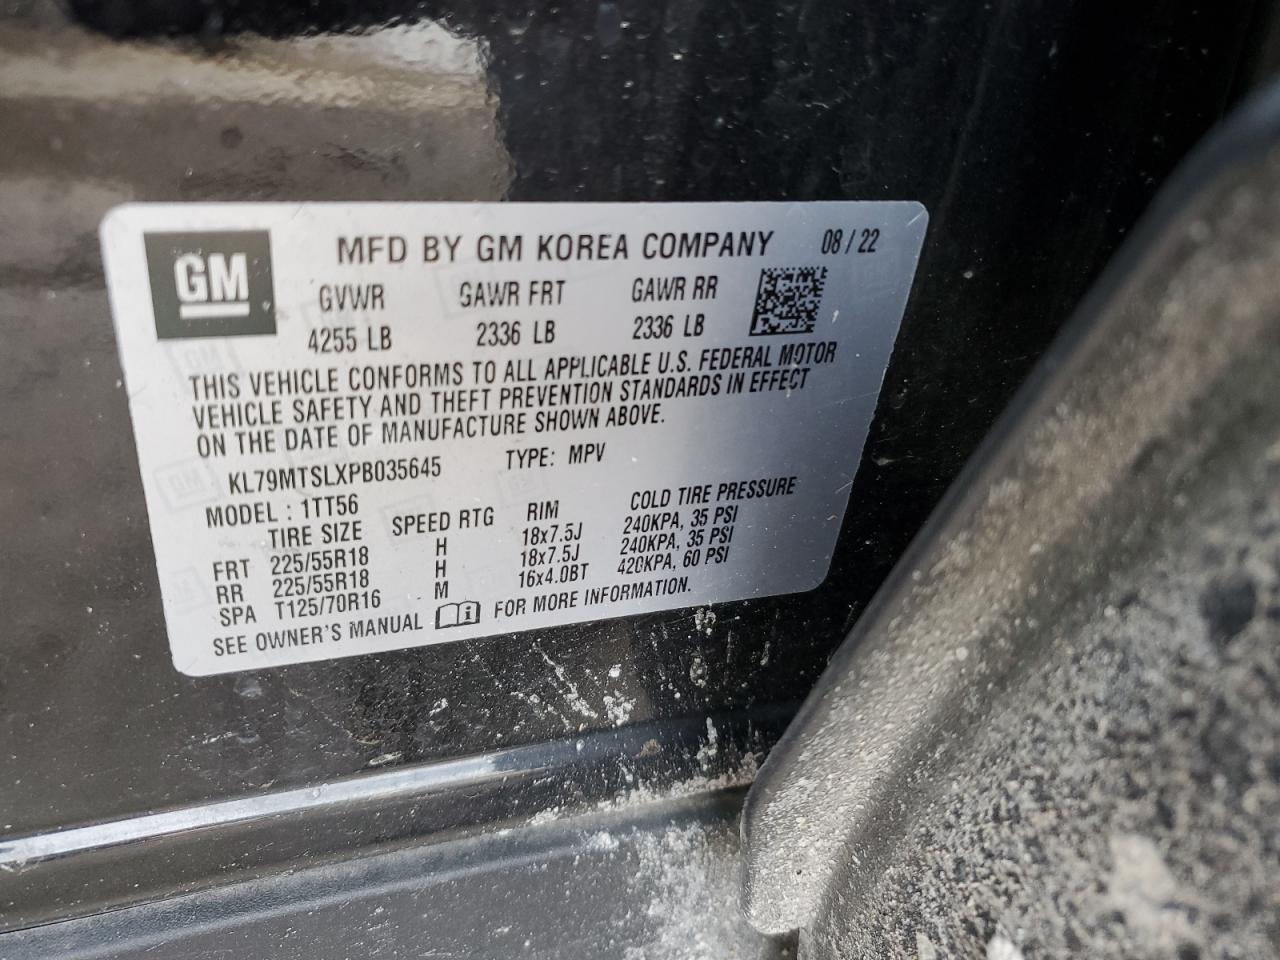 GM
MFD BY GM KOREA COMPANY 08 / 22
GVWR GAWR FRT GAWR RR
4255 LB 2336 LB 2336 LB
THIS VEHICLE CONFORMS TO ALL APPLICABLE U.S. FEDERAL MOTOR
VEHICLE SAFETY AND THEFT PREVENTION STANDARDS IN EFFECT
ON THE DATE OF MANUFACTURE SHOWN ABOVE.
KL79MTSLXPB035645 TYPE: MPV
MODEL : 1TT56
TIRE SIZE SPEED RTG RIM COLD TIRE PRESSURE
FRT 225/55R18 H 18x7.5J 240KPA, 35 PSI
RR 225/55R18 H 18x7.5J 240KPA, 35 PSI
SPA T125/70R16 M 16x4.0BT 420KPA, 60 PSI
SEE OWNER'S MANUAL FOR MORE INFORMATION.